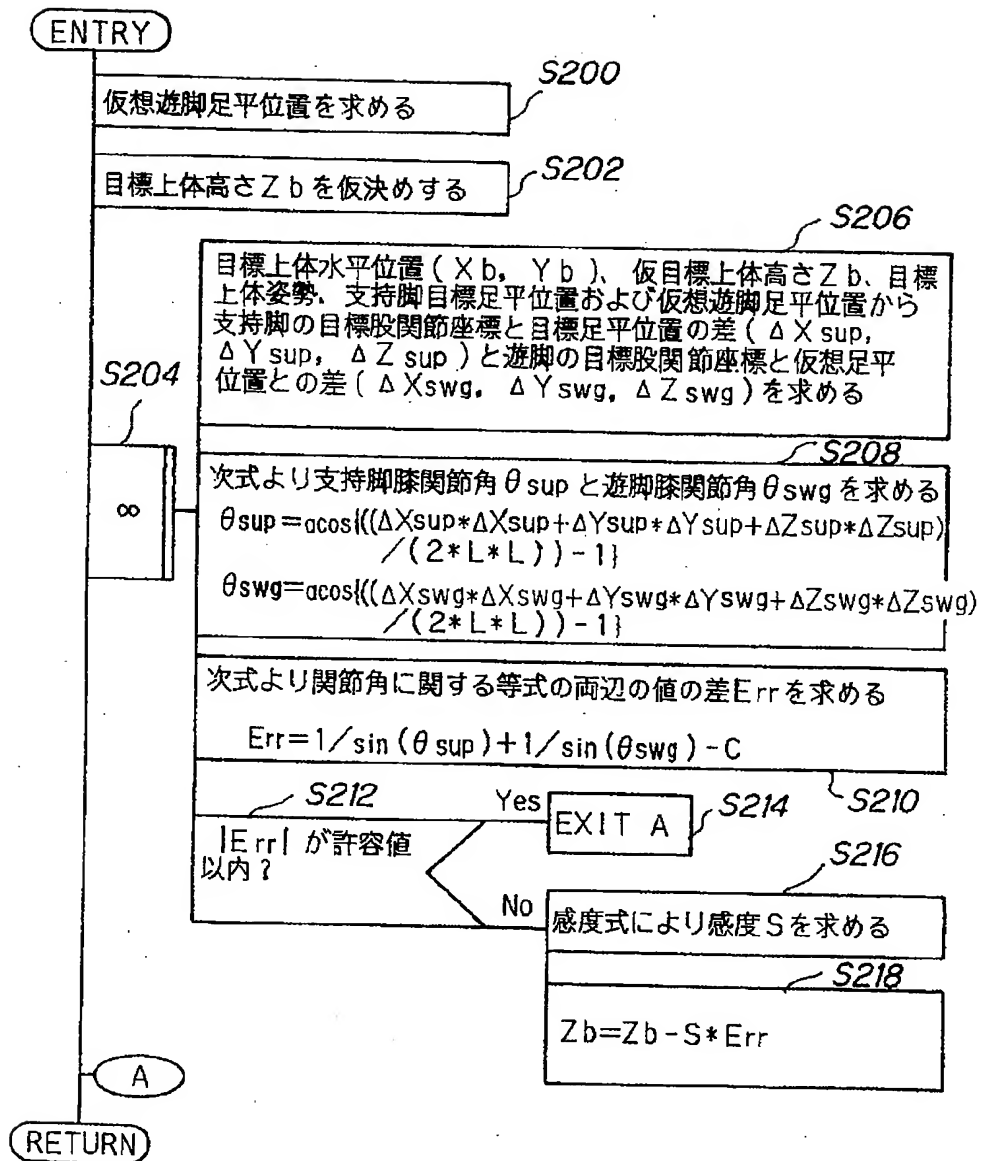 ENTRY
S200
仮想遊脚足平位置を求める
S202
目標上体高さZbを仮決めする
S206
目標上体水平位置(Xb, Yb)、仮目標上体高さZb、目標
上体姿勢、支持脚目標足平位置および仮想遊脚足平位置から
支持脚の目標股関節座標と目標足平位置の差(ΔXsup,
ΔYsup, ΔZsup)と遊脚の目標股関節座標と仮想足平
位置との差(ΔXswg, ΔYswg, ΔZswg)を求める
S204
∞
S208
次式より支持脚膝関節角θsupと遊脚膝関節角θswgを求める
θsup=acos{((ΔXsup*ΔXsup+ΔYsup*ΔYsup+ΔZsup*ΔZsup)
/(2*L*L))-1}
θswg=acos{((ΔXswg*ΔXswg+ΔYswg*ΔYswg+ΔZswg*ΔZswg)
/(2*L*L))-1}
次式より関節角に関する等式の両辺の値の差Errを求める
Err=1/sin(θsup)+1/sin(θswg)-C
S210
S212
|Err|が許容値
以内?
Yes
EXIT A
S214
No
S216
感度式により感度Sを求める
S218
Zb=Zb-S*Err
A
RETURN